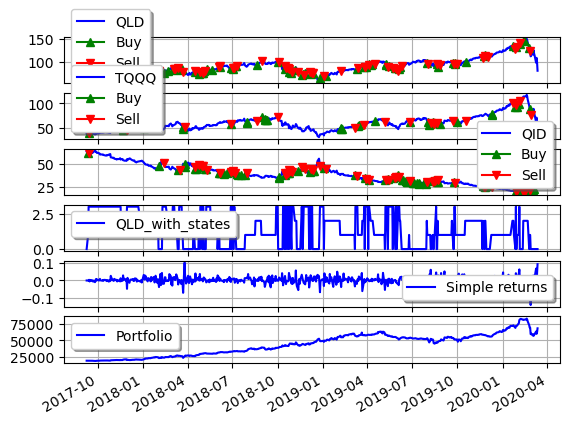 QLD
Buy
Sell
150
100
TQQQ
Buy
Sell
100
50
QID
Buy
Sell
50
25
QLD_with_states
2.5
0.0
Simple returns
0.1
0.0
−0.1
Portfolio
75000
50000
25000
2017-10
2018-01
2018-04
2018-07
2018-10
2019-01
2019-04
2019-07
2019-10
2020-01
2020-04